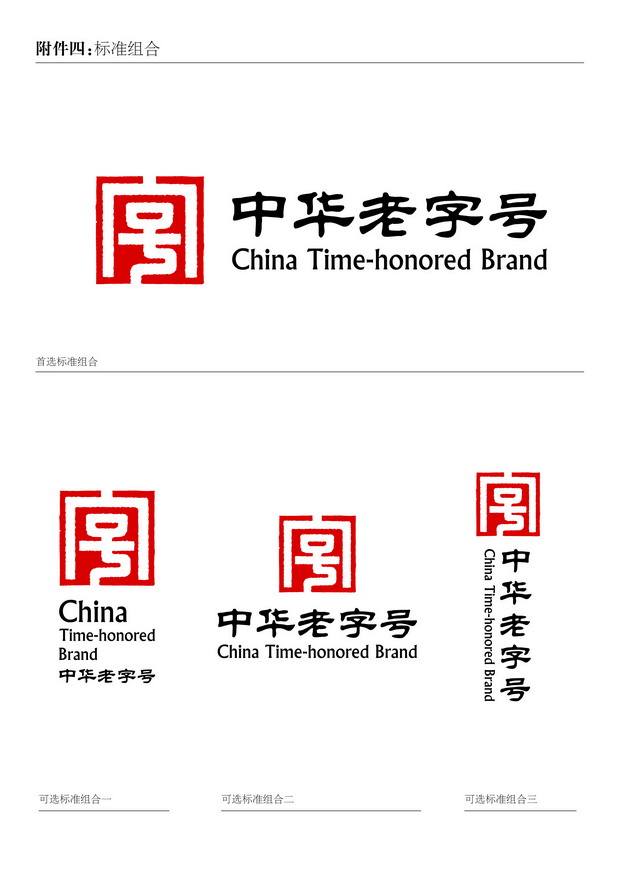 附件四:标准组合
中华老字号
China Time-honored Brand
首选标准组合
China
Time-honored
Brand
中华老字号
中华老字号
China Time-honored Brand
中华老字号
China Time-honored Brand
可选标准组合一
可选标准组合二
可选标准组合三